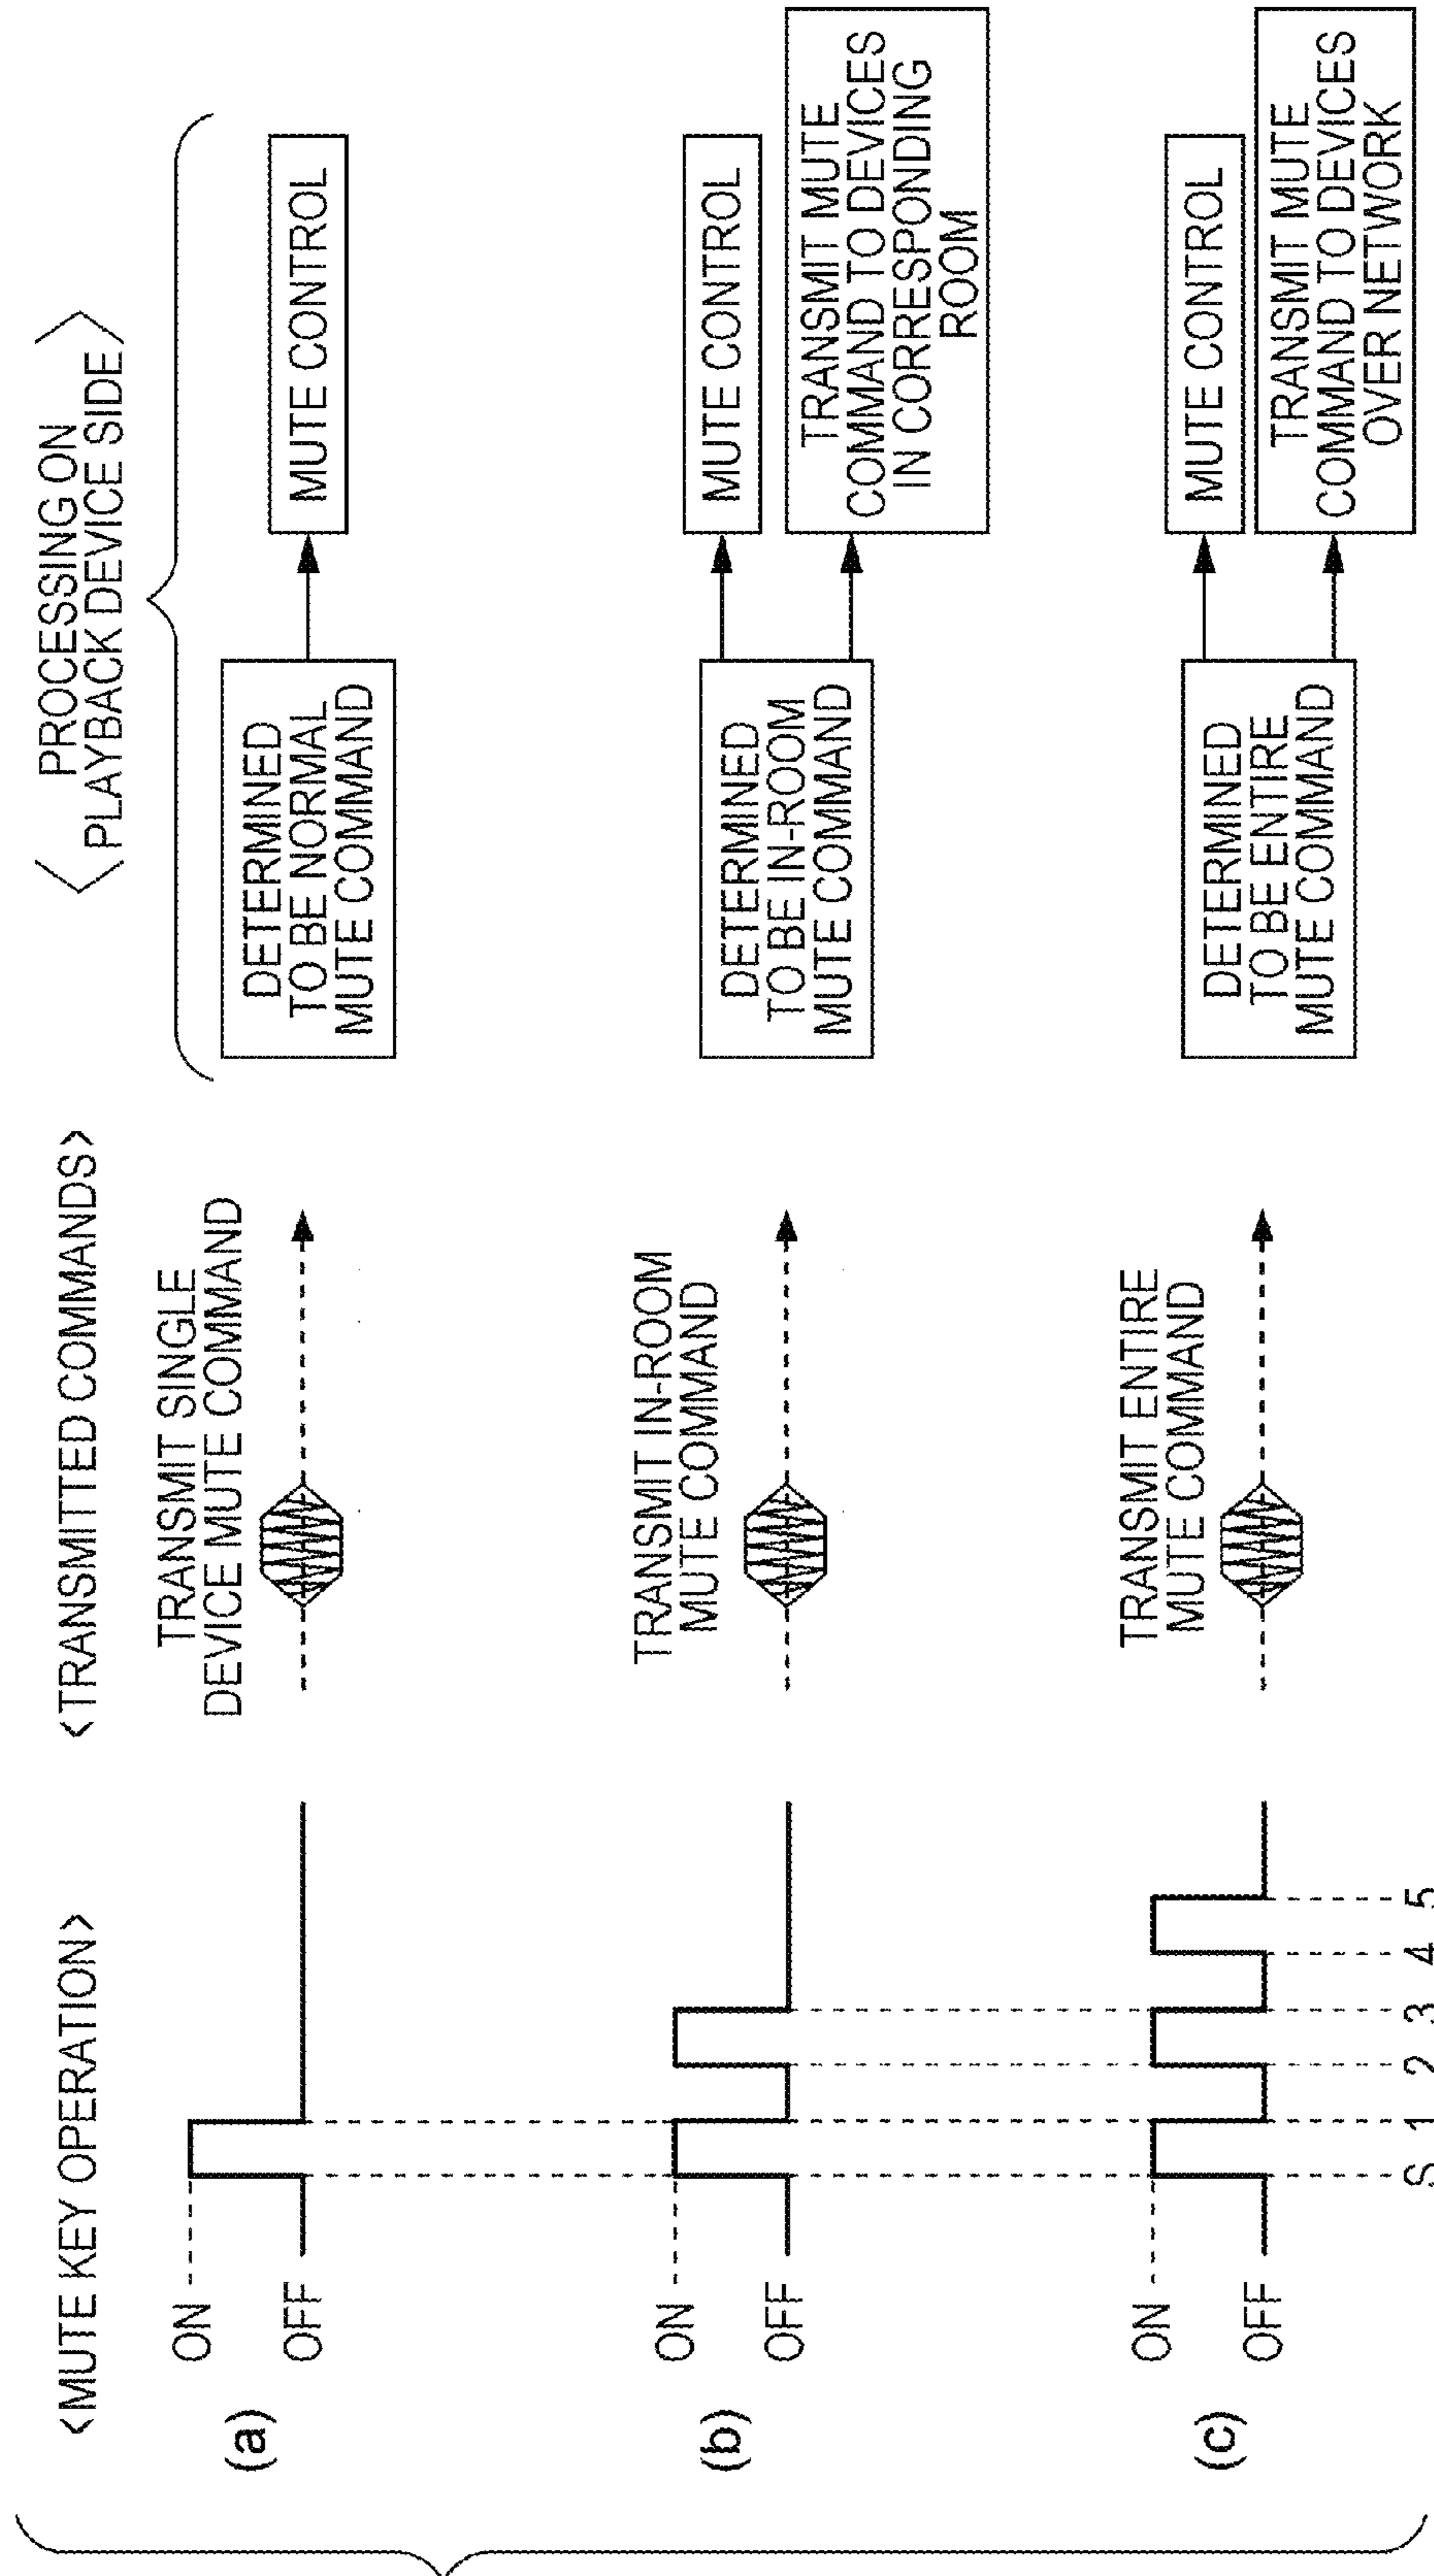 <MUTE KEY OPERATION>
<TRANSMITTED COMMANDS>
<PROCESSING ON
PLAYBACK DEVICE SIDE>
(a)
ON
OFF
TRANSMIT SINGLE
DEVICE MUTE COMMAND
DETERMINED
TO BE NORMAL
MUTE COMMAND
MUTE CONTROL
(b)
ON
OFF
TRANSMIT IN-ROOM
MUTE COMMAND
DETERMINED
TO BE IN-ROOM
MUTE COMMAND
MUTE CONTROL
TRANSMIT MUTE
COMMAND TO DEVICES
IN CORRESPONDING
ROOM
(c)
ON
OFF
TRANSMIT ENTIRE
MUTE COMMAND
DETERMINED
TO BE ENTIRE
MUTE COMMAND
MUTE CONTROL
TRANSMIT MUTE
COMMAND TO DEVICES
OVER NETWORK
S 1 2 3 4 5